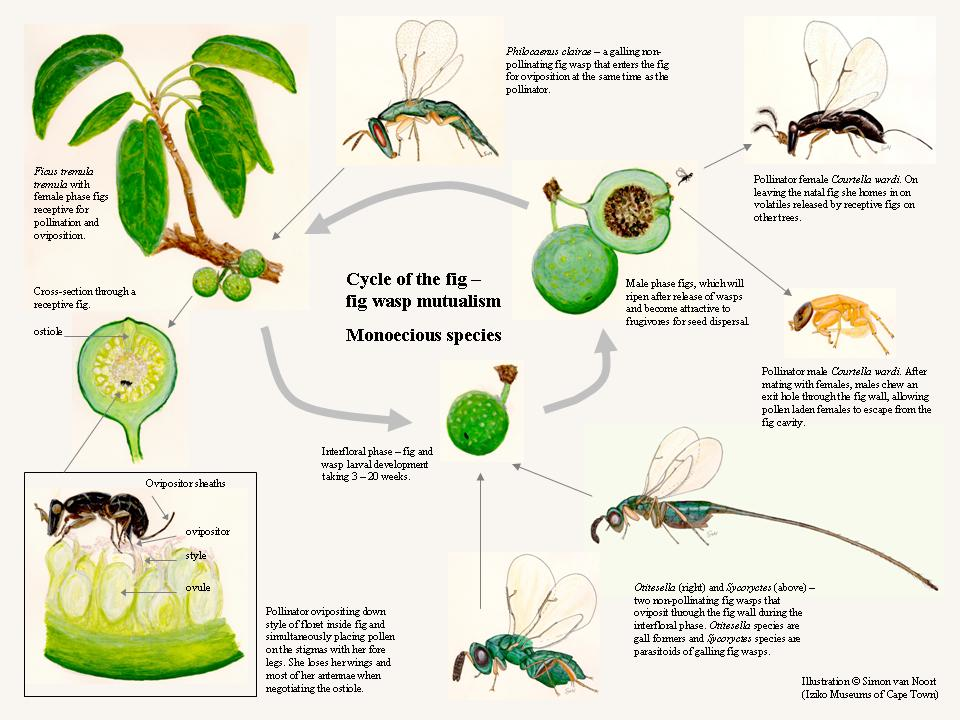 Philocaenus clairae – a galling non-
pollinating fig wasp that enters the fig
for oviposition at the same time as the
pollinator.
Ficus tremula
tremula with
female phase figs
receptive for
pollination and
oviposition.
Pollinator female Courtella wardi. On
leaving the natal fig she homes in on
volatiles released by receptive figs on
other trees.
Cycle of the fig –
fig wasp mutualism
Monoecious species
Male phase figs, which will
ripen after release of wasps
and become attractive to
frugivores for seed dispersal.
Cross-section through a
receptive fig.
ostiole
Pollinator male Courtella wardi. After
mating with females, males chew an
exit hole through the fig wall, allowing
pollen laden females to escape from the
fig cavity.
Interfloral phase – fig and
wasp larval development
taking 3 – 20 weeks.
Ovipositor sheaths
ovipositor
style
ovule
Pollinator ovipositing down
style of floret inside fig and
simultaneously placing pollen
on the stigmas with her fore
legs. She loses her wings and
most of her antennae when
negotiating the ostiole.
Otitesella (right) and Sycoryctes (above) –
two non-pollinating fig wasps that
oviposit through the fig wall during the
interfloral phase. Otitesella species are
gall formers and Sycoryctes species are
parasitoids of galling fig wasps.
Illustration © Simon van Noort
(Iziko Museums of Cape Town)